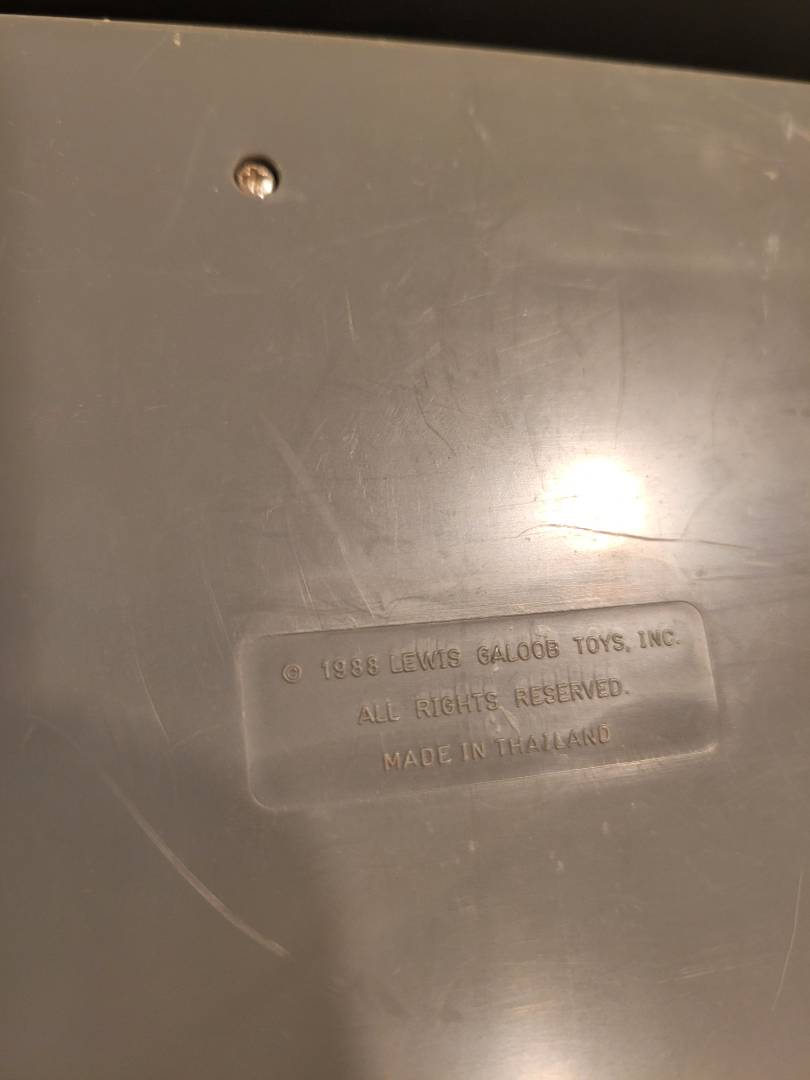 © 1988 LEWIS GALOOB TOYS, INC.
ALL RIGHTS RESERVED.
MADE IN THAILAND